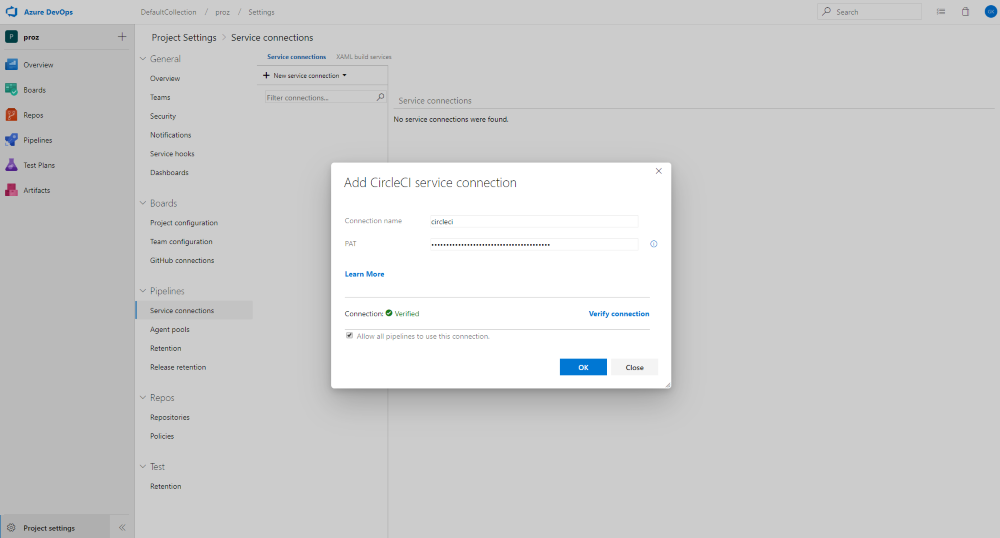 Azure DevOps
DefaultCollection / proz / Settings
Search
P proz
Overview
Boards
Repos
Pipelines
Test Plans
Artifacts
Project settings
Project Settings > Service connections
General
Overview
Teams
Security
Notifications
Service hooks
Dashboards
Boards
Project configuration
Team configuration
GitHub connections
Pipelines
Service connections
Agent pools
Retention
Release retention
Repos
Repositories
Policies
Test
Retention
Service connections XAML build services
+ New service connection
Filter connections...
Service connections
No service connections were found.
Add CircleCI service connection
Connection name circleci
PAT
Learn More
Connection: Verified Verify connection
Allow all pipelines to use this connection.
OK Close